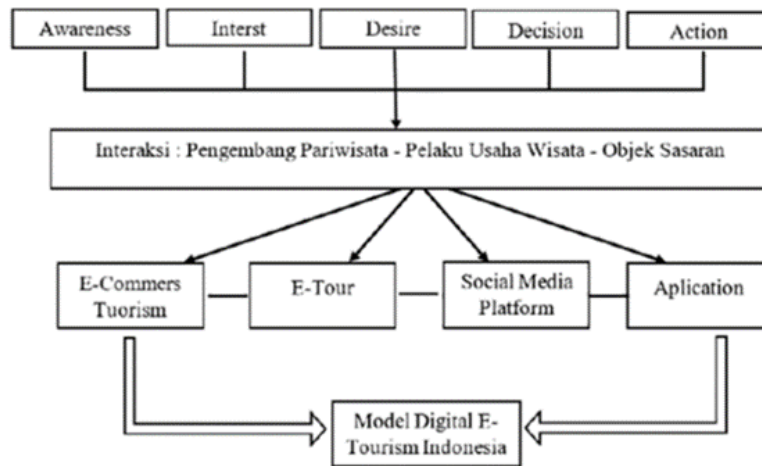 Awareness
Interst
Desire
Decision
Action
Interaksi : Pengembang Pariwisata - Pelaku Usaha Wisata - Objek Sasaran
E-Commers
Tuorism
E-Tour
Social Media
Platform
Aplication
Model Digital E-
Tourism Indonesia